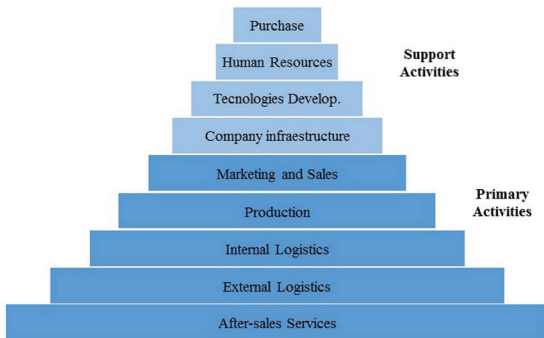 Purchase
Human Resources
Support
Activities
Tecnologies Develop.
Company infraestructure
Marketing and Sales
Primary
Activities
Production
Internal Logistics
External Logistics
After-sales Services